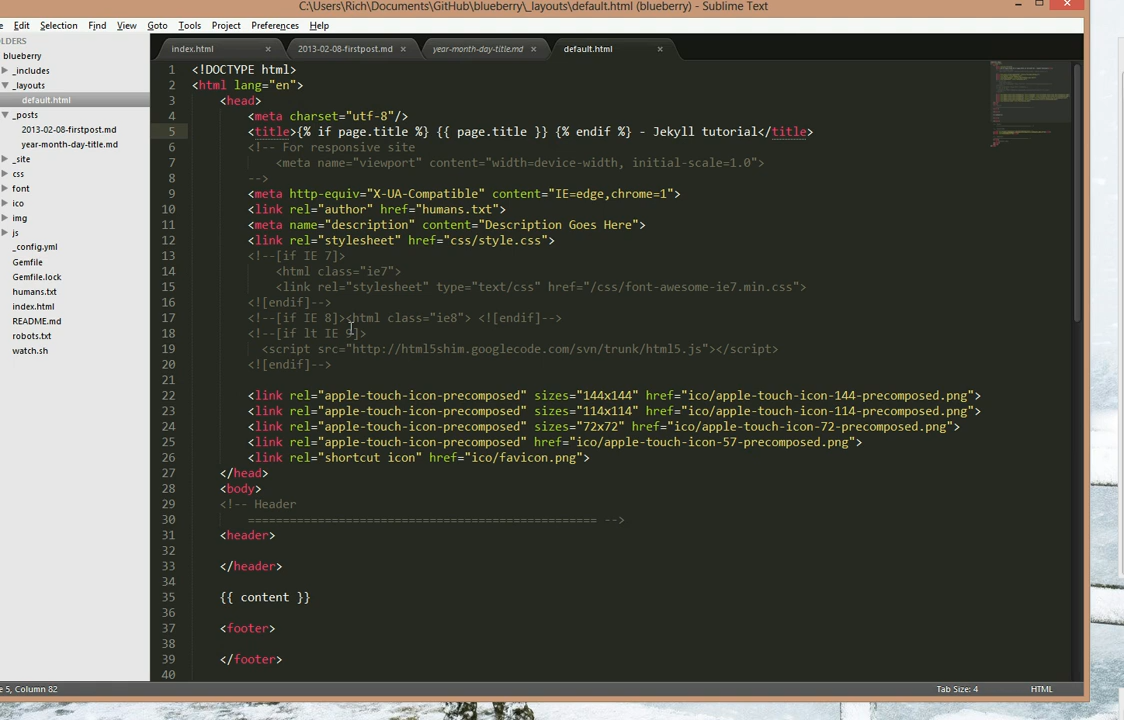 C:\Users\Rich\Documents\GitHub\blueberry\_layouts\default.html (blueberry) - Sublime Text
Edit Selection Find View Goto Tools Project Preferences Help
index.html × 2013-02-08-firstpost.md × year-month-day-title.md × default.html ×
blueberry
_includes
_layouts
default.html
_posts
2013-02-08-firstpost.md
year-month-day-title.md
_site
css
font
ico
img
js
_config.yml
Gemfile
Gemfile.lock
humans.txt
index.html
README.md
robots.txt
watch.sh
1 <!DOCTYPE html>
2 <html lang="en">
3 <head>
4 <meta charset="utf-8"/>
5 <title>{% if page.title %} {{ page.title }} {% endif %} - Jekyll tutorial</title>
6 <!-- For responsive site
7 <meta name="viewport" content="width=device-width, initial-scale=1.0">
8 -->
9 <meta http-equiv="X-UA-Compatible" content="IE=edge,chrome=1">
10 <link rel="author" href="humans.txt">
11 <meta name="description" content="Description Goes Here">
12 <link rel="stylesheet" href="css/style.css">
13 <!--[if IE 7]>
14 <html class="ie7">
15 <link rel="stylesheet" type="text/css" href="/css/font-awesome-ie7.min.css">
16 <![endif]-->
17 <!--[if IE 8]><html class="ie8"> <![endif]-->
18 <!--[if lt IE 9]>
19 <script src="http://html5shim.googlecode.com/svn/trunk/html5.js"></script>
20 <![endif]-->
21
22 <link rel="apple-touch-icon-precomposed" sizes="144x144" href="ico/apple-touch-icon-144-precomposed.png">
23 <link rel="apple-touch-icon-precomposed" sizes="114x114" href="ico/apple-touch-icon-114-precomposed.png">
24 <link rel="apple-touch-icon-precomposed" sizes="72x72" href="ico/apple-touch-icon-72-precomposed.png">
25 <link rel="apple-touch-icon-precomposed" href="ico/apple-touch-icon-57-precomposed.png">
26 <link rel="shortcut icon" href="ico/favicon.png">
27 </head>
28 <body>
29 <!-- Header
30 ================================================== -->
31 <header>
32
33 </header>
34
35 {{ content }}
36
37 <footer>
38
39 </footer>
40
5, Column 82
Tab Size: 4
HTML